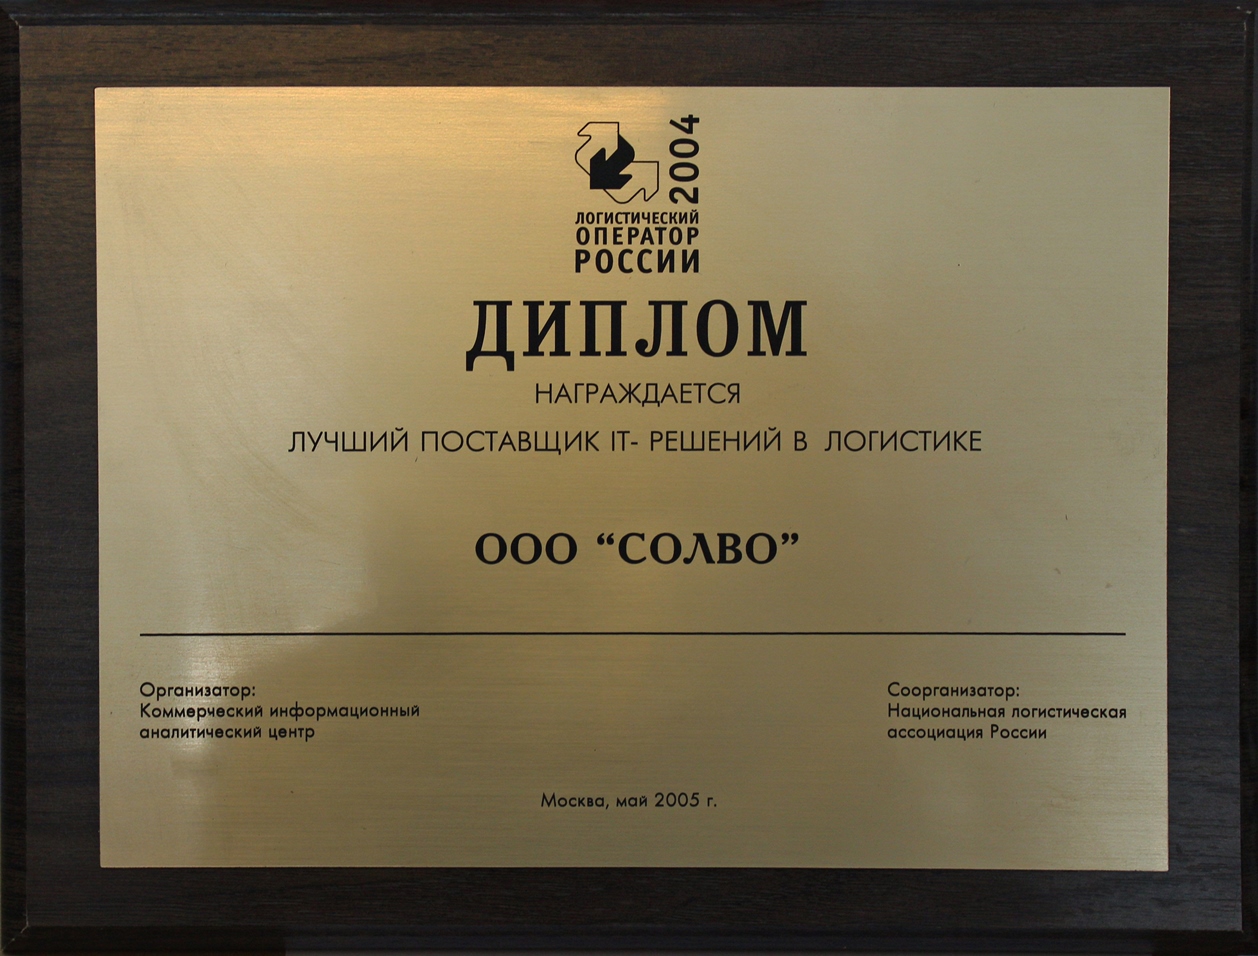 2004
ЛОГИСТИЧЕСКИЙ
ОПЕРАТОР
РОССИИ
ДИПЛОМ
НАГРАЖДАЕТСЯ
ЛУЧШИЙ ПОСТАВЩИК IT- РЕШЕНИЙ В ЛОГИСТИКЕ
ООО “СОЛВО”
Организатор:
Коммерческий информационный
аналитический центр
Соорганизатор:
Национальная логистическая
ассоциация России
Москва, май 2005 г.